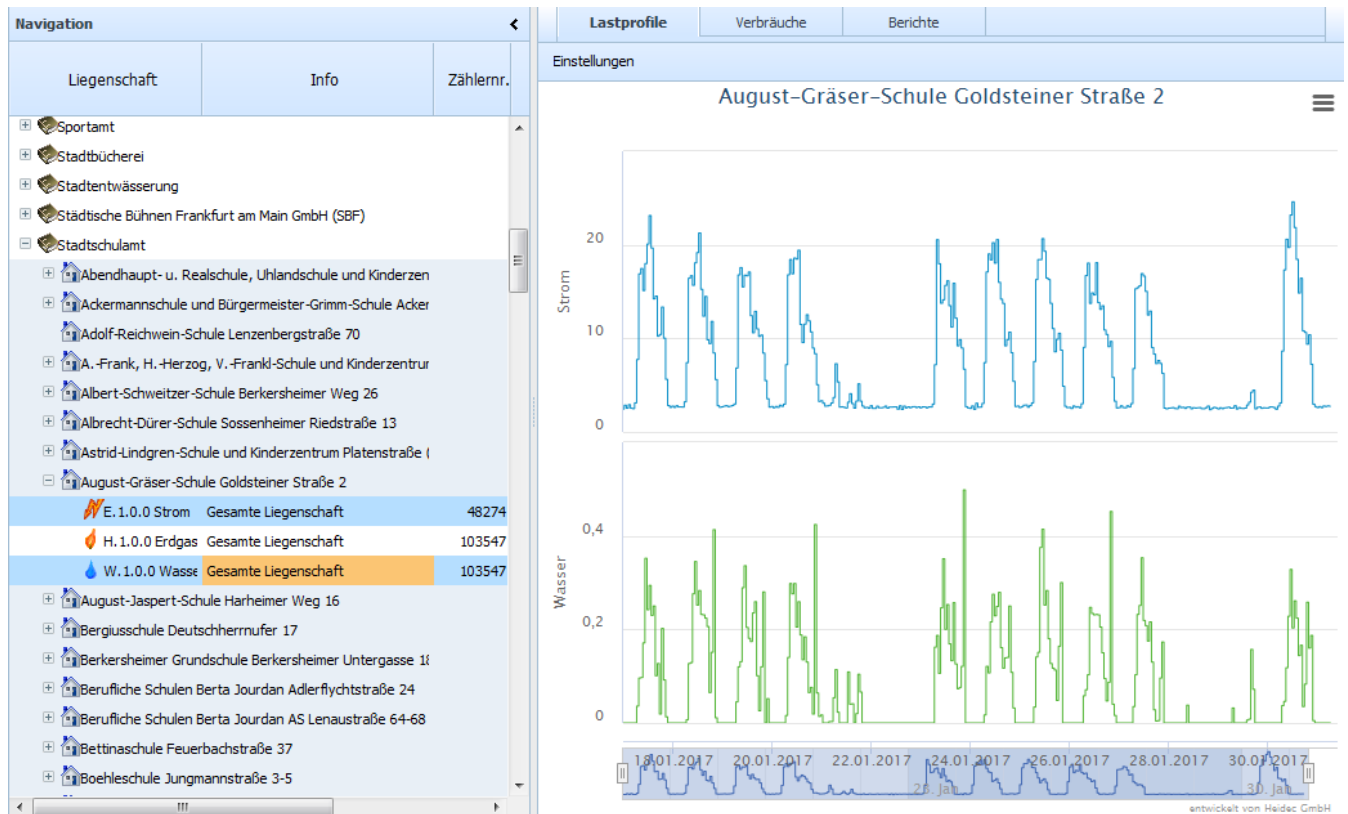 Navigation
Liegenschaft Info Zählernr.
Sportamt
Stadtbücherei
Stadtentwässerung
Städtische Bühnen Frankfurt am Main GmbH (SBF)
Stadtschulamt
Abendhaupt- u. Realschule, Uhlandschule und Kinderzen
Ackermannschule und Bürgermeister-Grimm-Schule Acker
Adolf-Reichwein-Schule Lenzenbergstraße 70
A.-Frank, H.-Herzog, V.-Frankl-Schule und Kinderzentrur
Albert-Schweitzer-Schule Berkersheimer Weg 26
Albrecht-Dürer-Schule Sossenheimer Riedstraße 13
Astrid-Lindgren-Schule und Kinderzentrum Platenstraße (
August-Gräser-Schule Goldsteiner Straße 2
E.1.0.0 Strom Gesamte Liegenschaft 48274
H.1.0.0 Erdgas Gesamte Liegenschaft 103547
W.1.0.0 Wasse Gesamte Liegenschaft 103547
August-Jaspert-Schule Harheimer Weg 16
Bergiusschule Deutschherrnufer 17
Berkersheimer Grundschule Berkersheimer Untergasse 18
Berufliche Schulen Berta Jourdan Adlerflychtstraße 24
Berufliche Schulen Berta Jourdan AS Lenaustraße 64-68
Bettinaschule Feuerbachstraße 37
Boehleschule Jungmannstraße 3-5
Lastprofile Verbräuche Berichte
Einstellungen
August-Gräser-Schule Goldsteiner Straße 2
Strom
20
10
0
Wasser
0,4
0,2
0
18.01.2017 20.01.2017 22.01.2017 24.01.2017 26.01.2017 28.01.2017 30.01.2017
23. Jan 30. Jan
entwickelt von Heidec GmbH